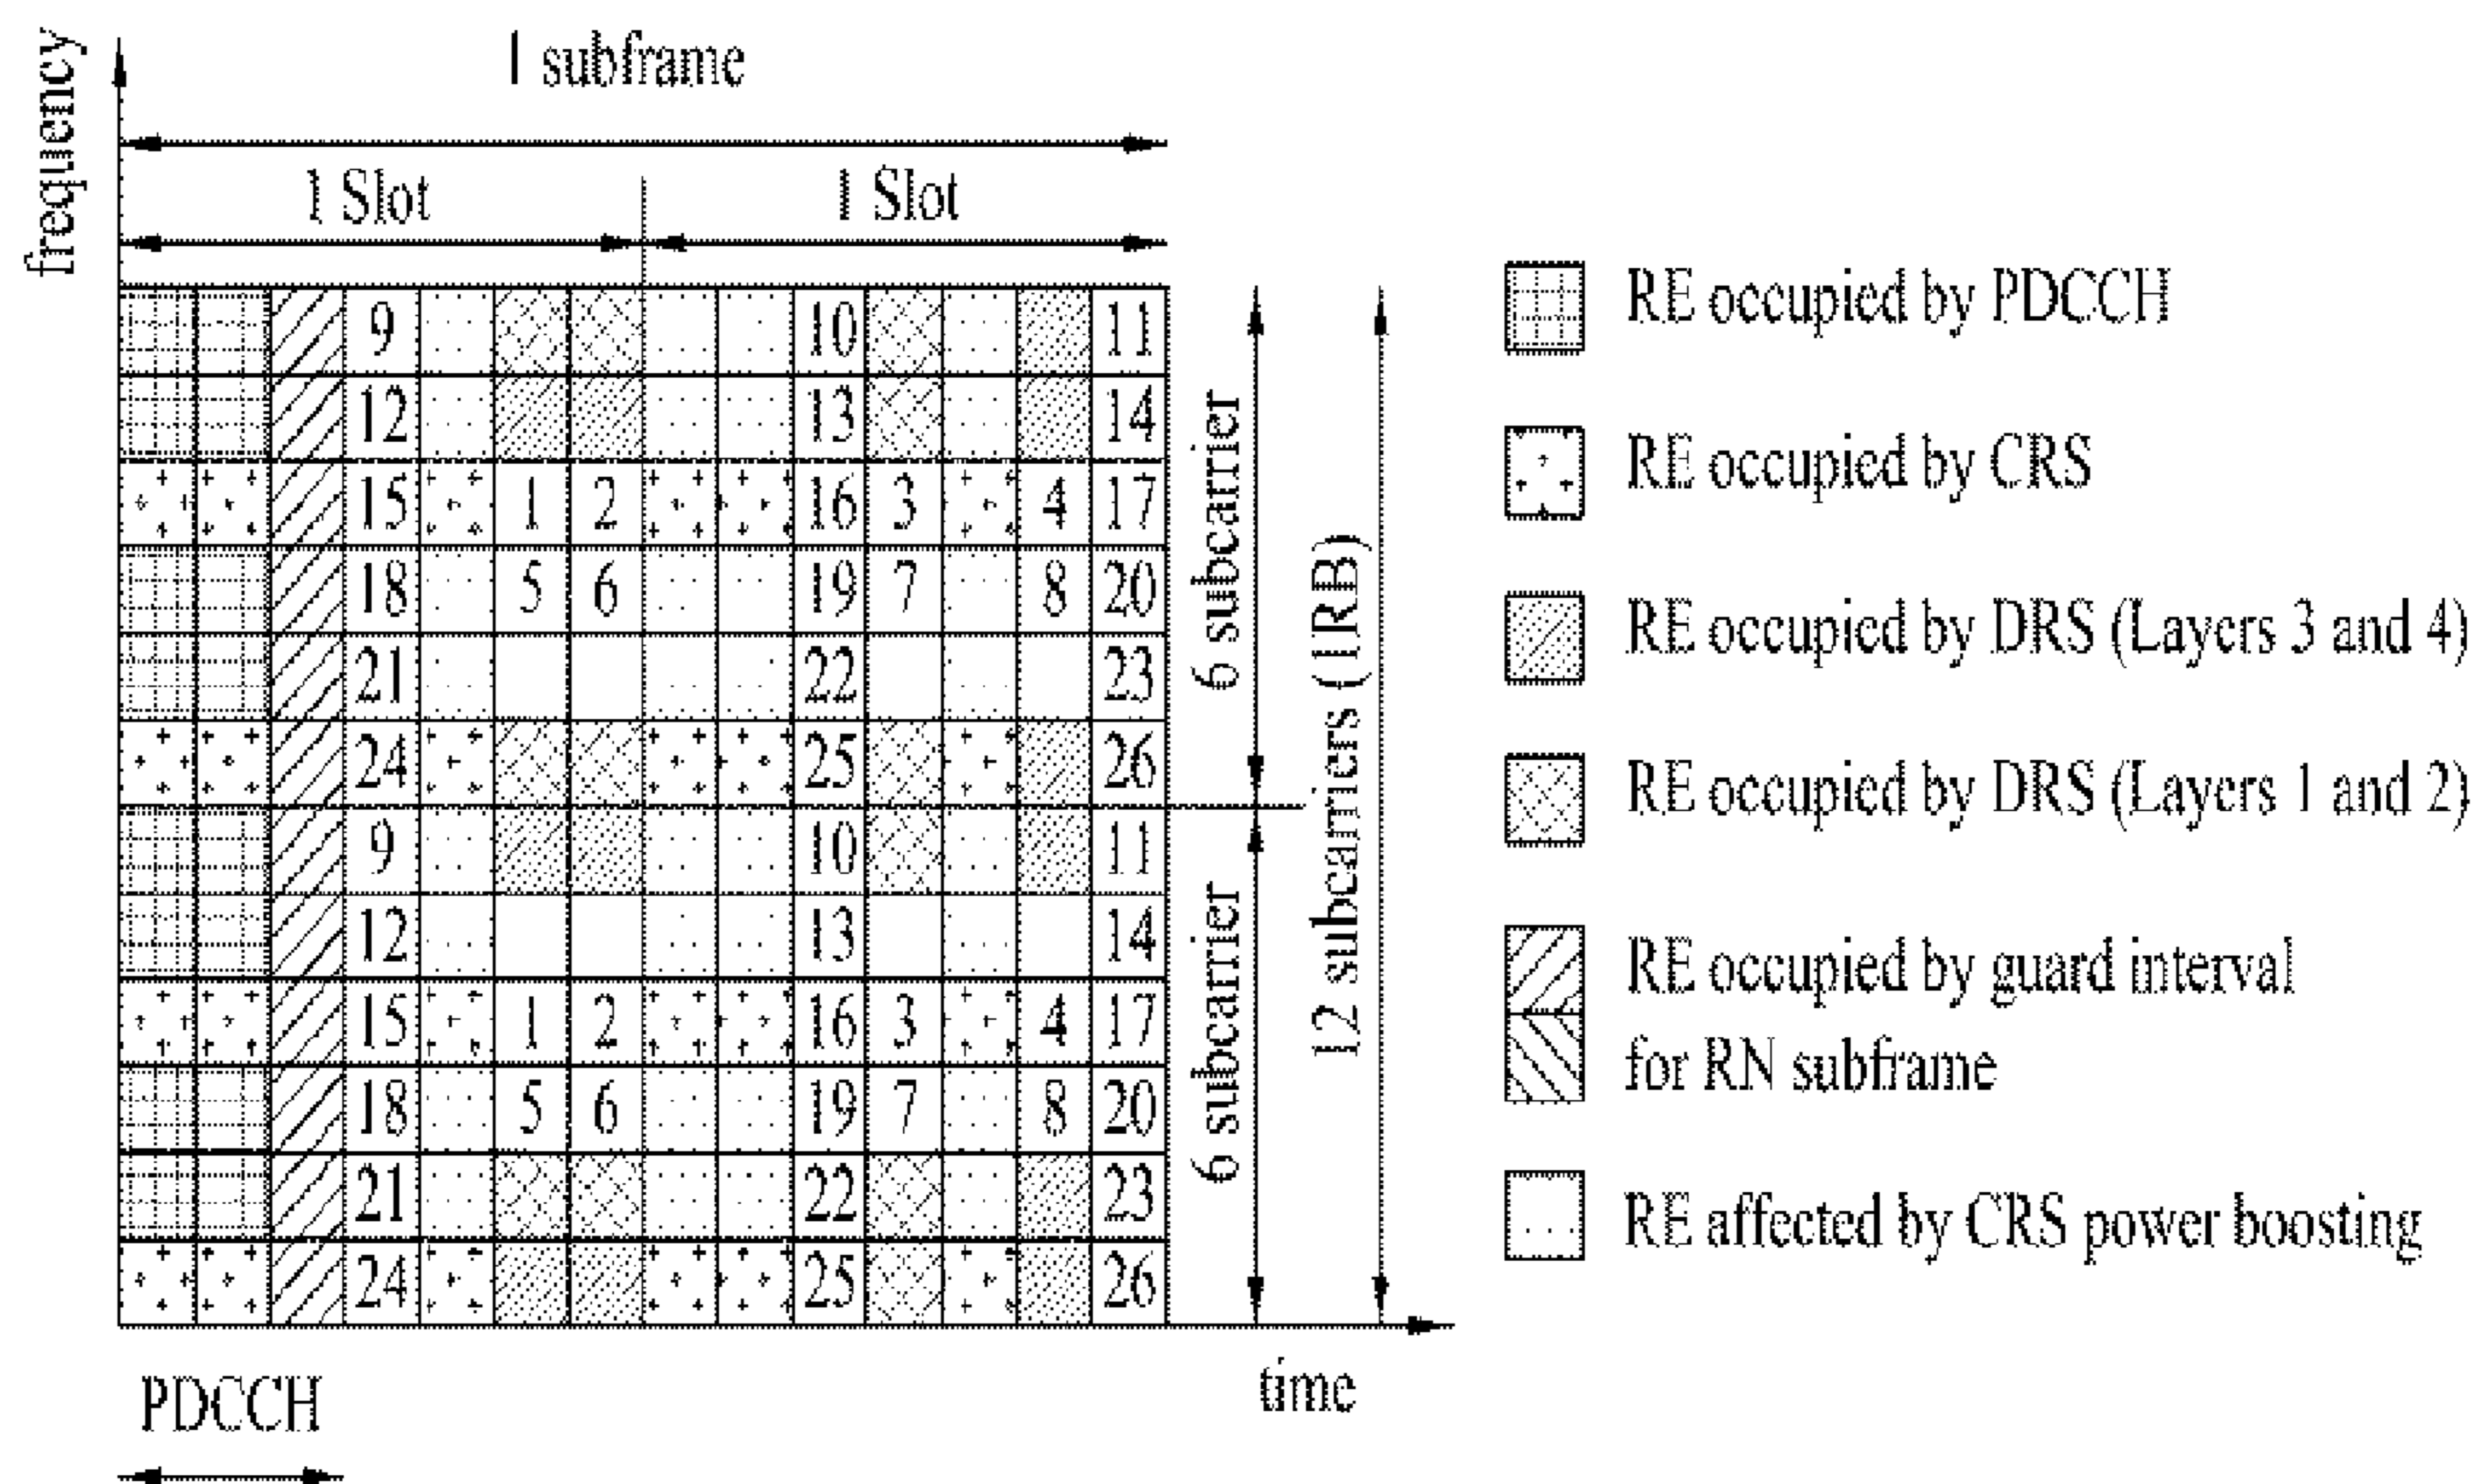 frequency
1 subframe
1 Slot
1 Slot
9 10 11
12 13 14
15 1 2 16 3 4 17
18 5 6 19 7 8 20
21 22 23
24 25 26
9 10 11
12 13 14
15 1 2 16 3 4 17
18 5 6 19 7 8 20
21 22 23
24 25 26
6 subcarrier
6 subcarrier
12 subcarriers (1RB)
time
PDCCH
RE occupied by PDCCH
RE occupied by CRS
RE occupied by DRS (Layers 3 and 4)
RE occupied by DRS (Layers 1 and 2)
RE occupied by guard interval
for RN subframe
RE affected by CRS power boosting